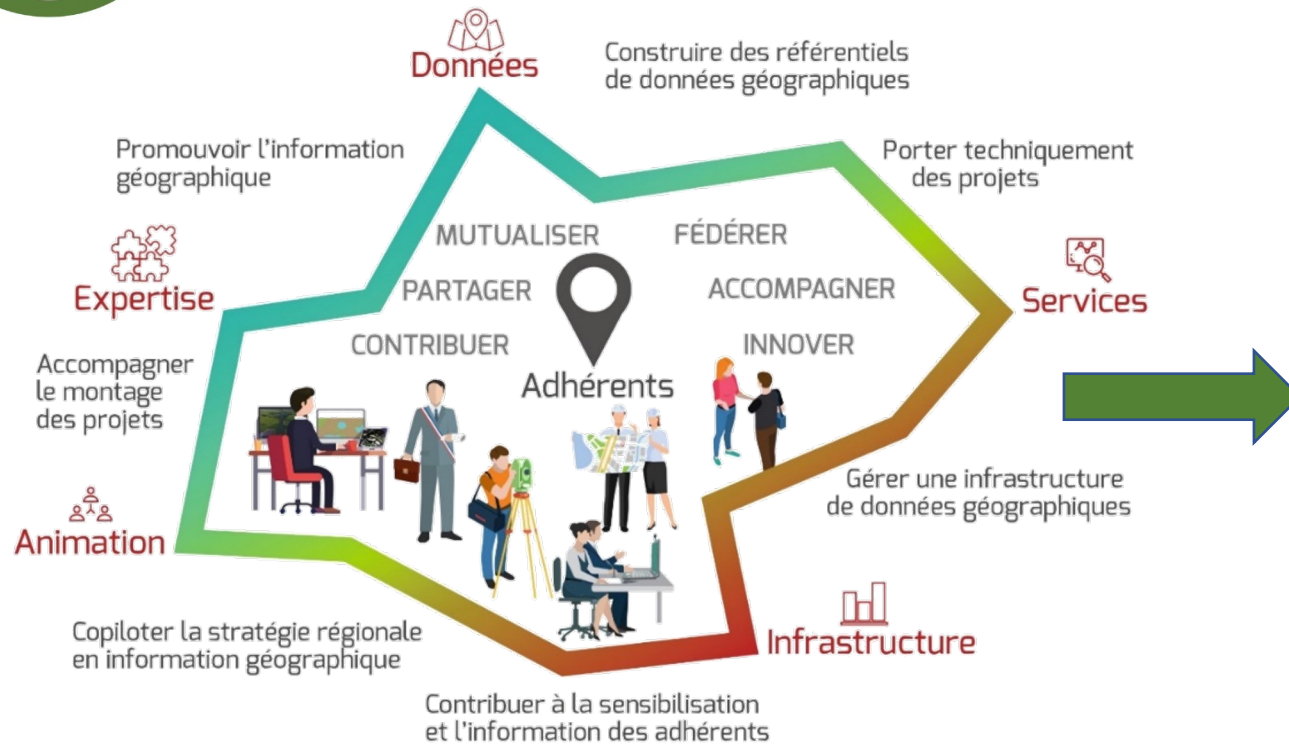 Données
Construire des référentiels
de données géographiques
Promouvoir l'information
géographique
Porter techniquement
des projets
MUTUALISER
FÉDÉRER
PARTAGER
ACCOMPAGNER
CONTRIBUER
INNOVER
Adhérents
Expertise
Services
Accompagner
le montage
des projets
Gérer une infrastructure
de données géographiques
Animation
Infrastructure
Copiloter la stratégie régionale
en information géographique
Contribuer à la sensibilisation
et l'information des adhérents